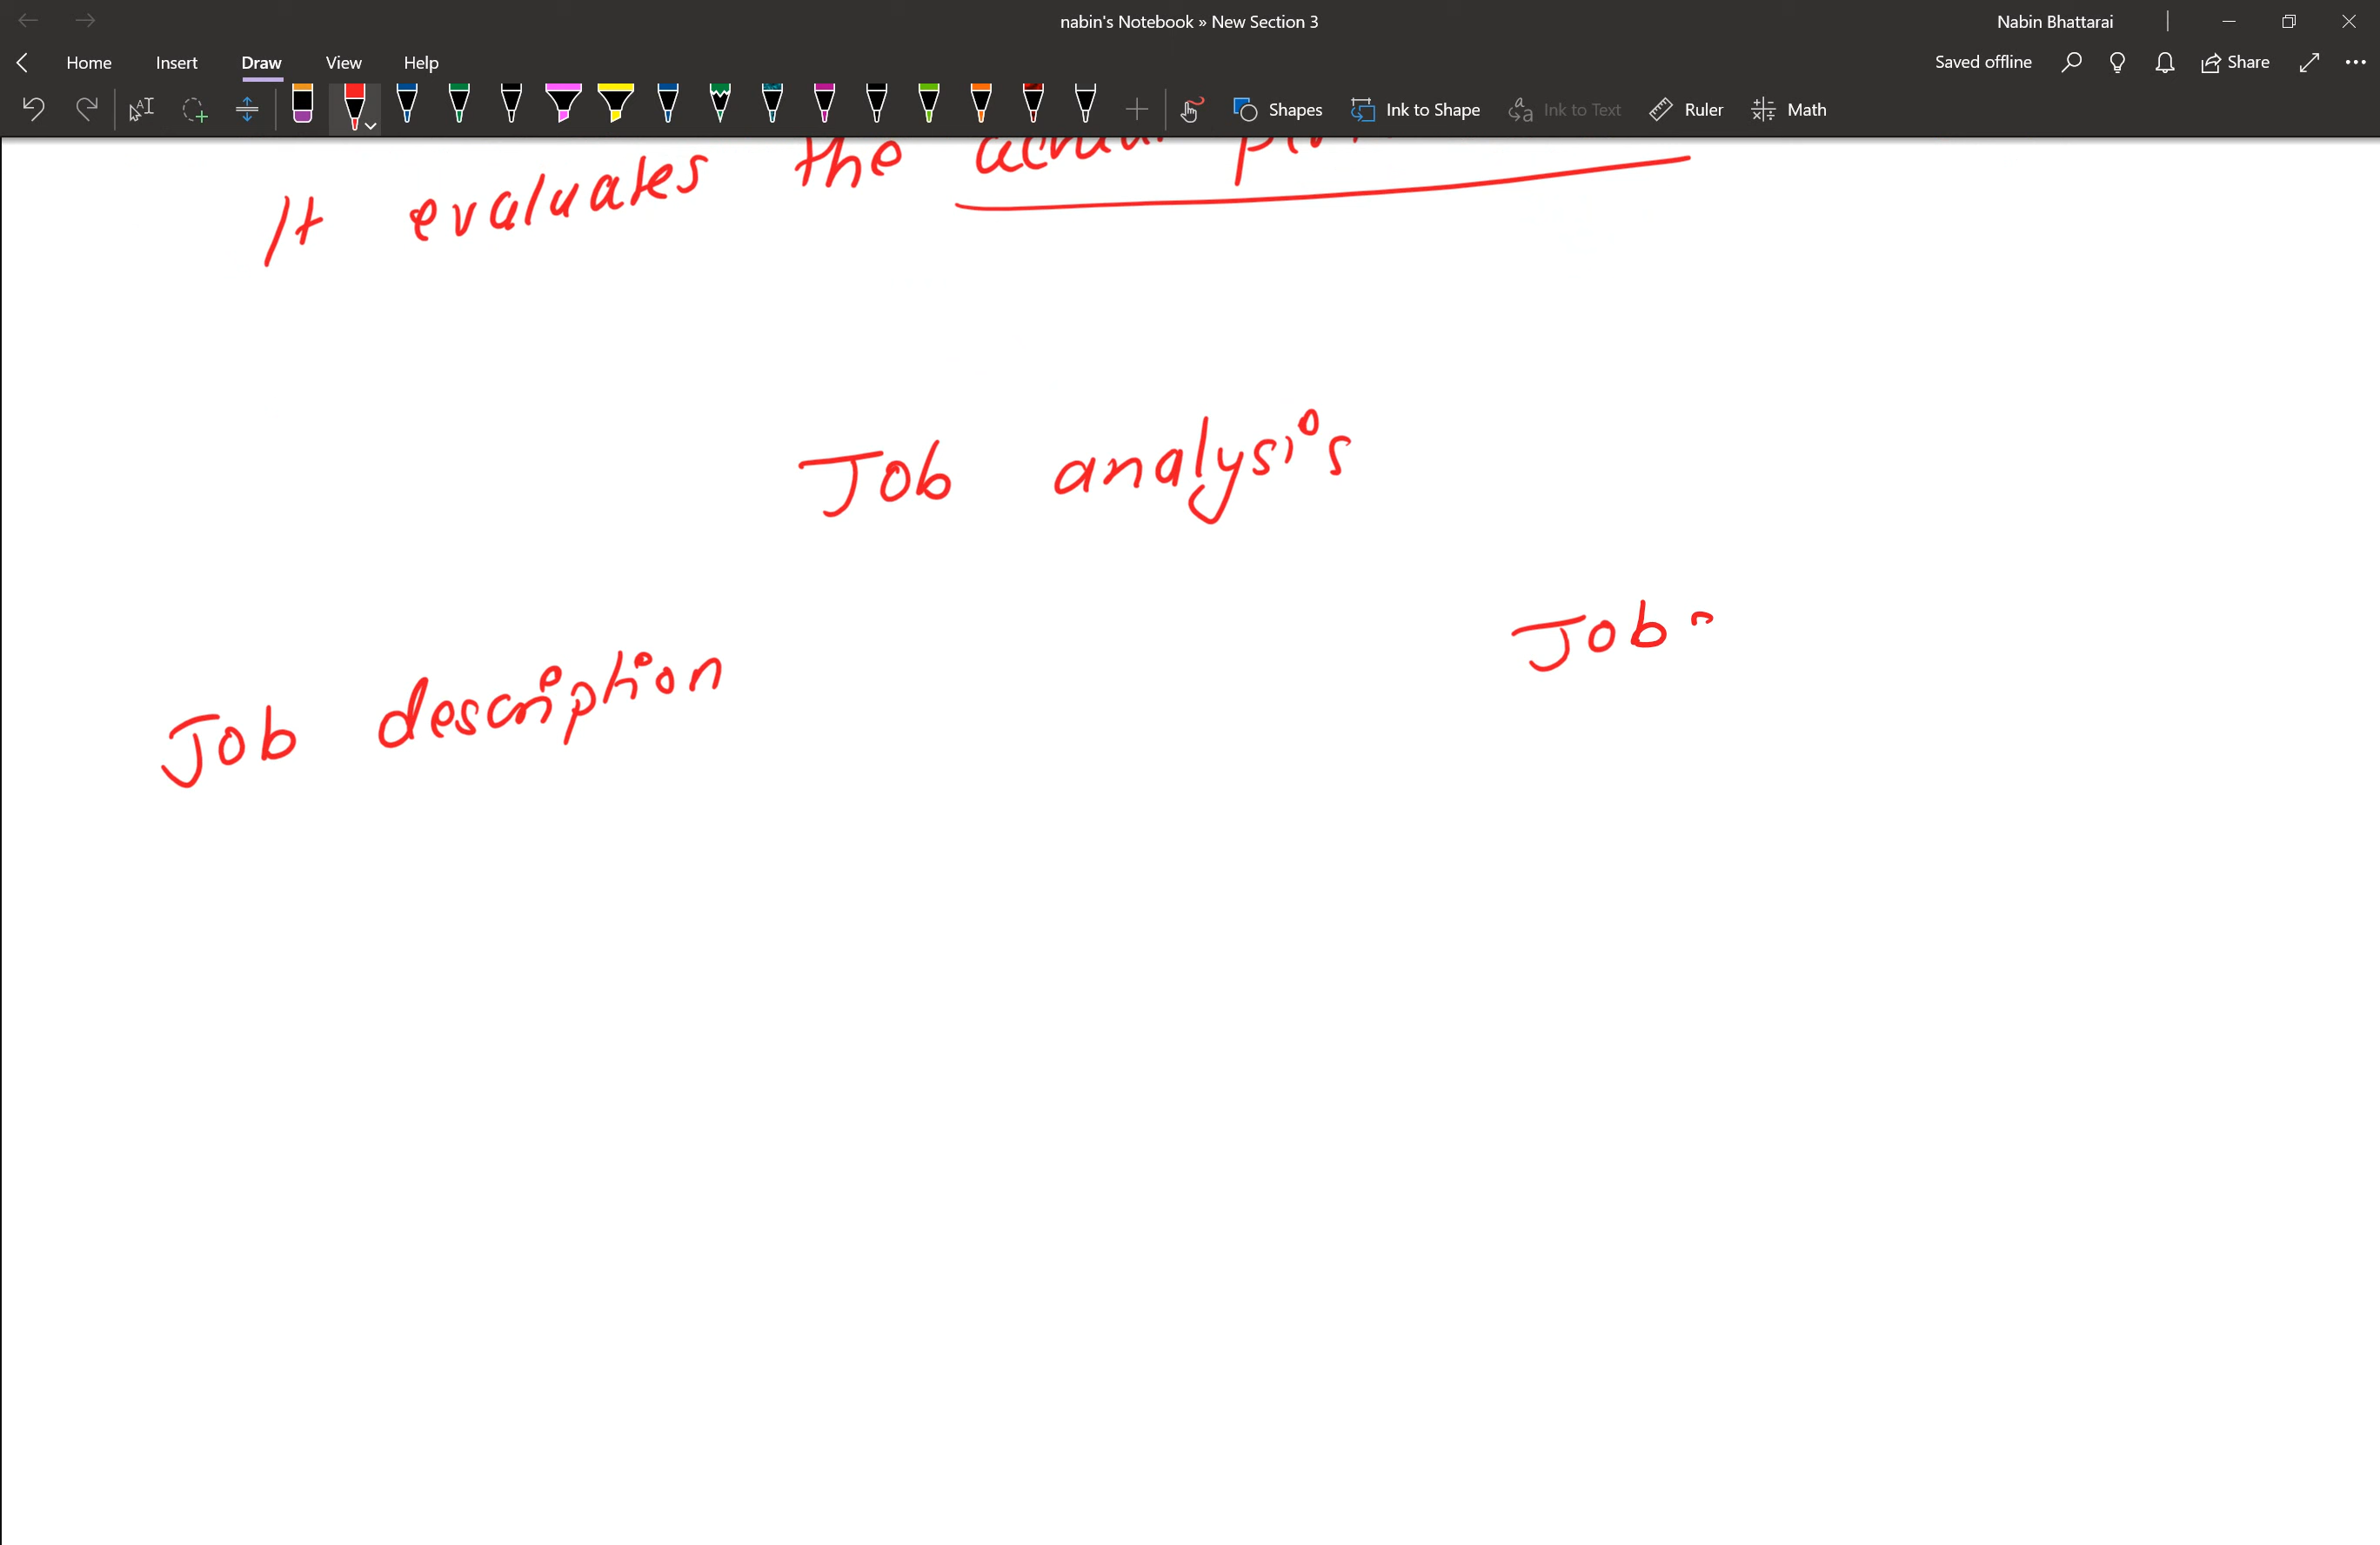 nabin's Notebook » New Section 3
Nabin Bhattarai
Home Insert Draw View Help
Saved offline
Share
Shapes
Ink to Shape
Ink to Text
Ruler
Math
It evaluates the
Job analysis
Job
Job description